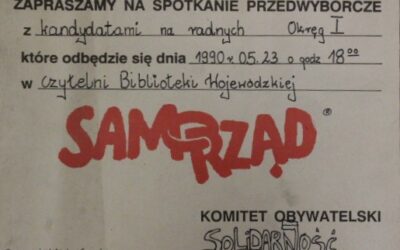 ZAPRASZAMY NA SPOTKANIE PRZEDWYBORCZE
z kandydatami na radnych Okręg I
które odbędzie się dnia 1990 r. 05.23 o godz 18⁰⁰
w czytelni Biblioteki Wojewódzkiej
SAMORZĄD ®
KOMITET OBYWATELSKI
SOLIDARNOŚĆ